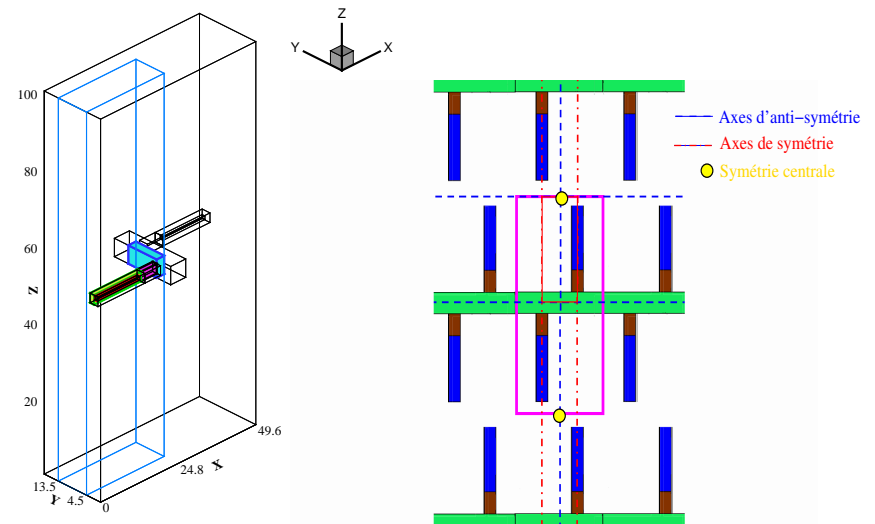 Z
Y
X
100
80
60
40
20
Z
13.5
Y
4.5
0
24.8
X
49.6
Axes d'anti−symétrie
Axes de symétrie
Symétrie centrale